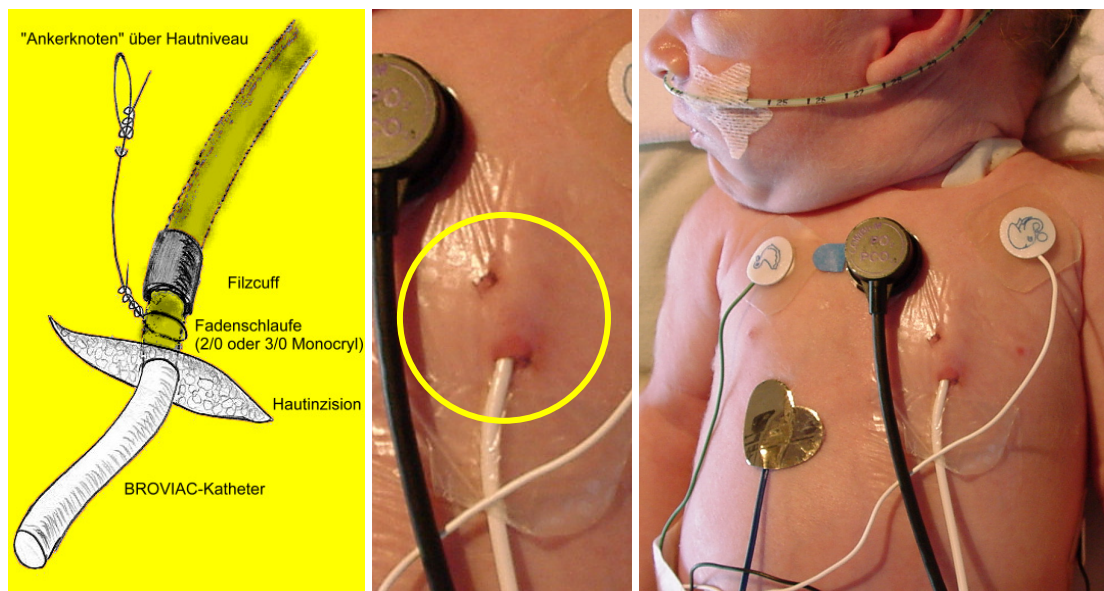 "Ankerknoten" über Hautniveau
Filzcuff
Fadenschlaufe
(2/0 oder 3/0 Monocryl)
Hautinzision
BROVIAC-Katheter